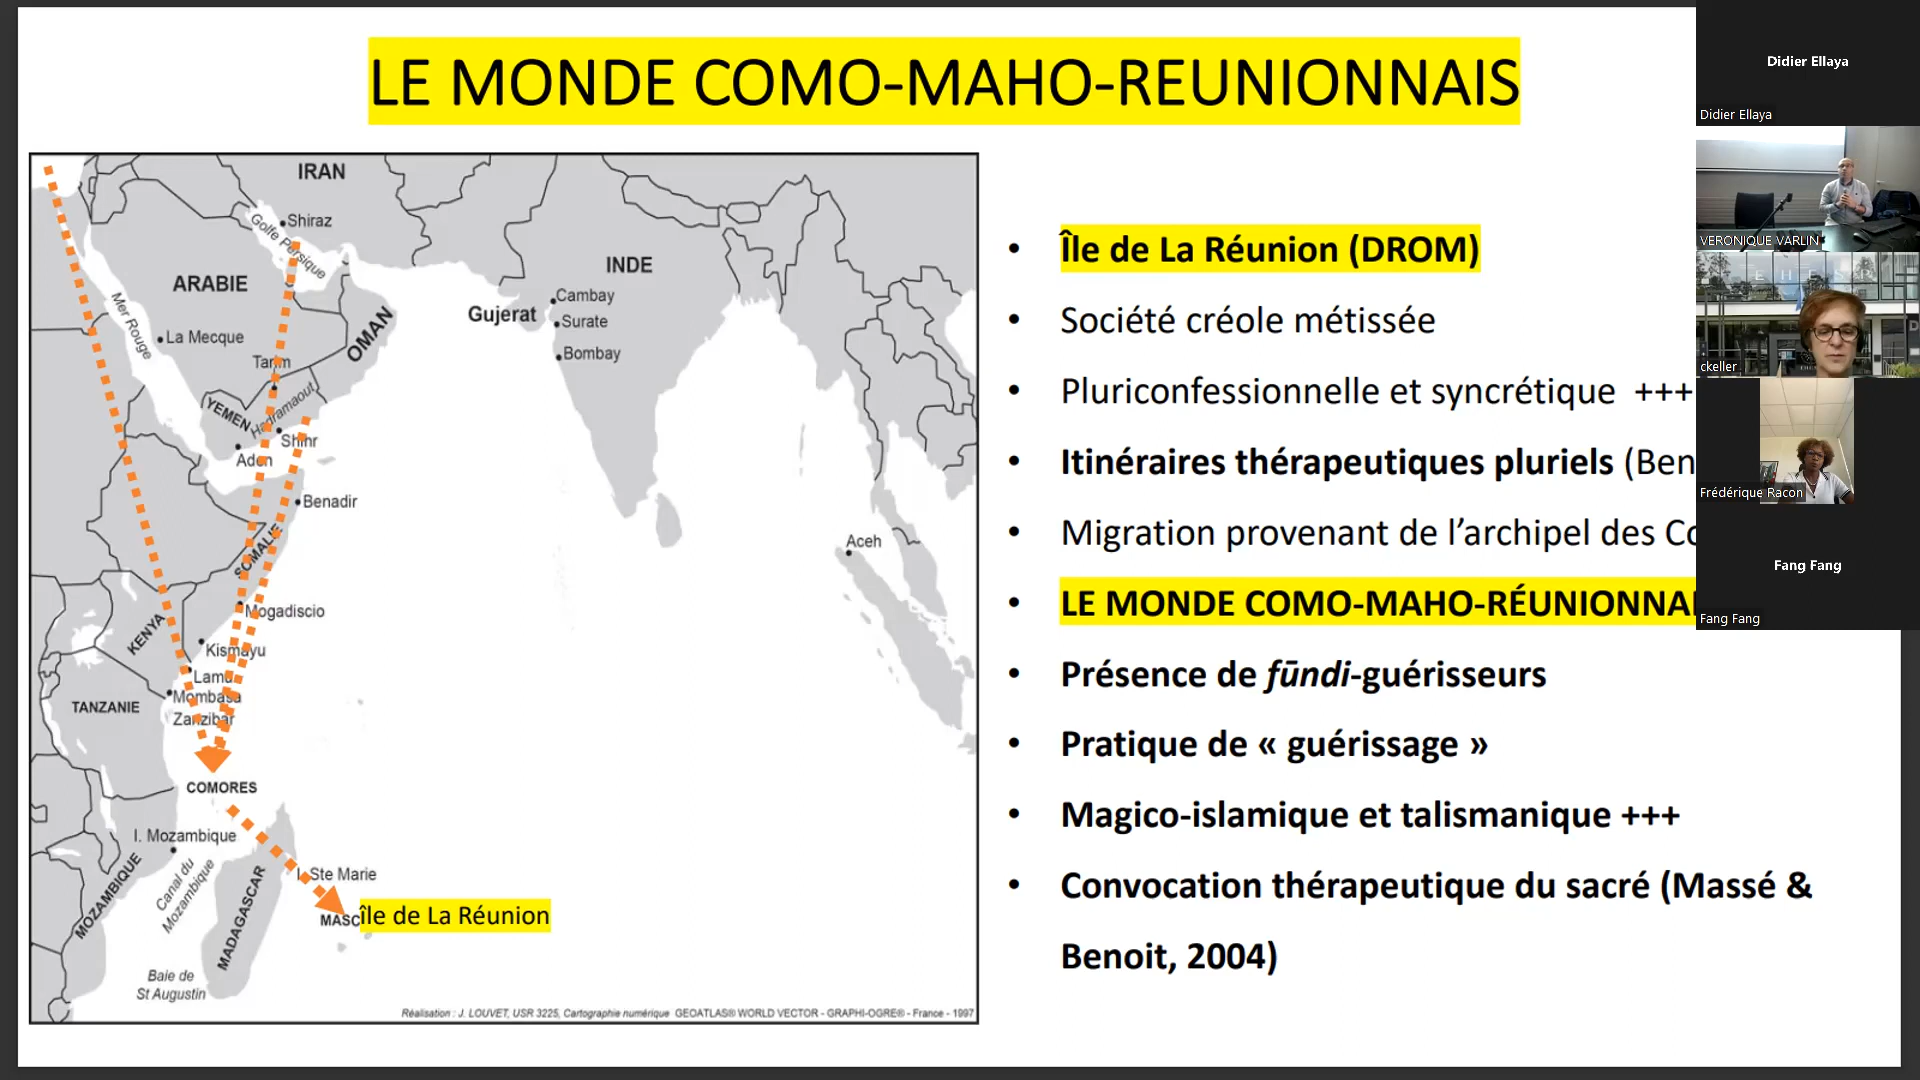 LE MONDE COMO-MAHO-REUNIONNAIS
IRAN
Shiraz
Golfe Persique
ARABIE
INDE
Mer Rouge
La Mecque
OMAN
Gujerat
Cambay
Surate
Bombay
Tarim
YEMEN
Hadramaout
Shihr
Aden
Benadir
SOMALIE
Aceh
Mogadiscio
KENYA
Kismayu
Lamu
Mombasa
TANZANIE
Zanzibar
COMORES
I. Mozambique
MOZAMBIQUE
Canal du
Mozambique
MADAGASCAR
I. Ste Marie
MASC
île de La Réunion
Baie de
St Augustin
Réalisation : J. LOUVET, USR 3225, Cartographie numérique GEOATLAS® WORLD VECTOR - GRAPHI-OGRE® - France - 1997
• Île de La Réunion (DROM)
• Société créole métissée
• Pluriconfessionnelle et syncrétique +++
• Itinéraires thérapeutiques pluriels (Ben
• Migration provenant de l’archipel des Co
• LE MONDE COMO-MAHO-RÉUNIONNAI
• Présence de fūndi-guérisseurs
• Pratique de « guérissage »
• Magico-islamique et talismanique +++
• Convocation thérapeutique du sacré (Massé &
Benoit, 2004)
Didier Ellaya
Didier Ellaya
VERONIQUE VARLIN
EHESP
ckeller
Frédérique Racon
Fang Fang
Fang Fang